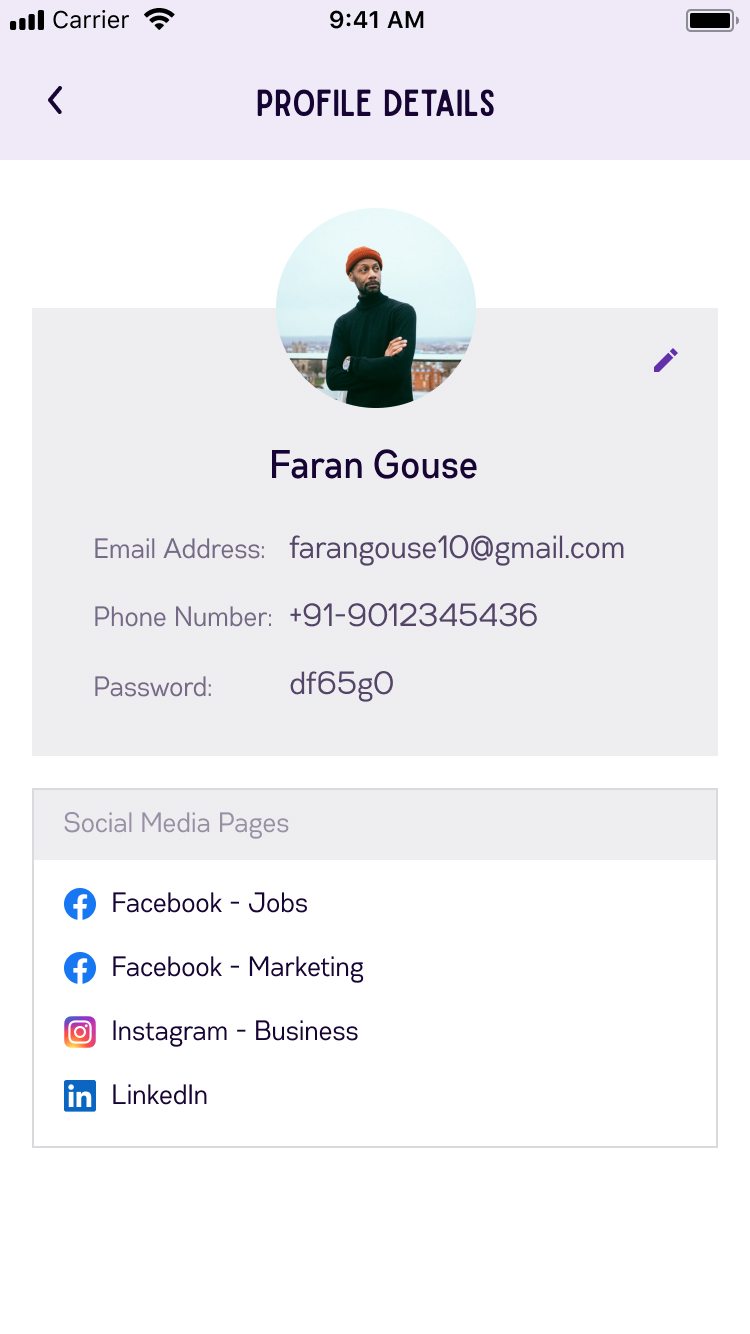 Carrier 9:41 AM
PROFILE DETAILS
Faran Gouse
Email Address: farangouse10@gmail.com
Phone Number: +91-9012345436
Password: df65g0
Social Media Pages
Facebook - Jobs
Facebook - Marketing
Instagram - Business
in LinkedIn